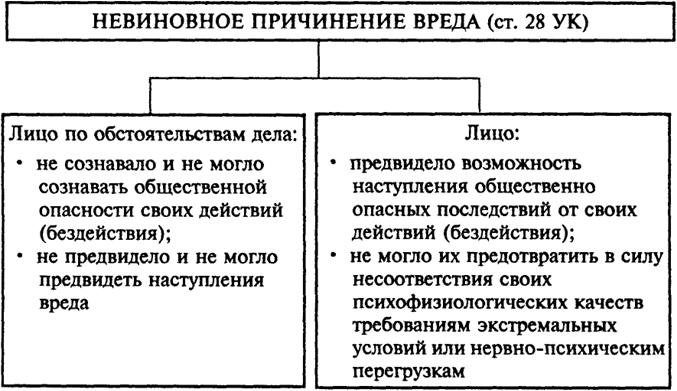 НЕВИНОВНОЕ ПРИЧИНЕНИЕ ВРЕДА (ст. 28 УК)
Лицо по обстоятельствам дела:
• не сознавало и не могло
сознавать общественной
опасности своих действий
(бездействия);
• не предвидело и не могло
предвидеть наступления
вреда
Лицо:
• предвидело возможность
наступления общественно
опасных последствий от своих
действий (бездействия);
• не могло их предотвратить в силу
несоответствия своих
психофизиологических качеств
требованиям экстремальных
условий или нервно-психическим
перегрузкам